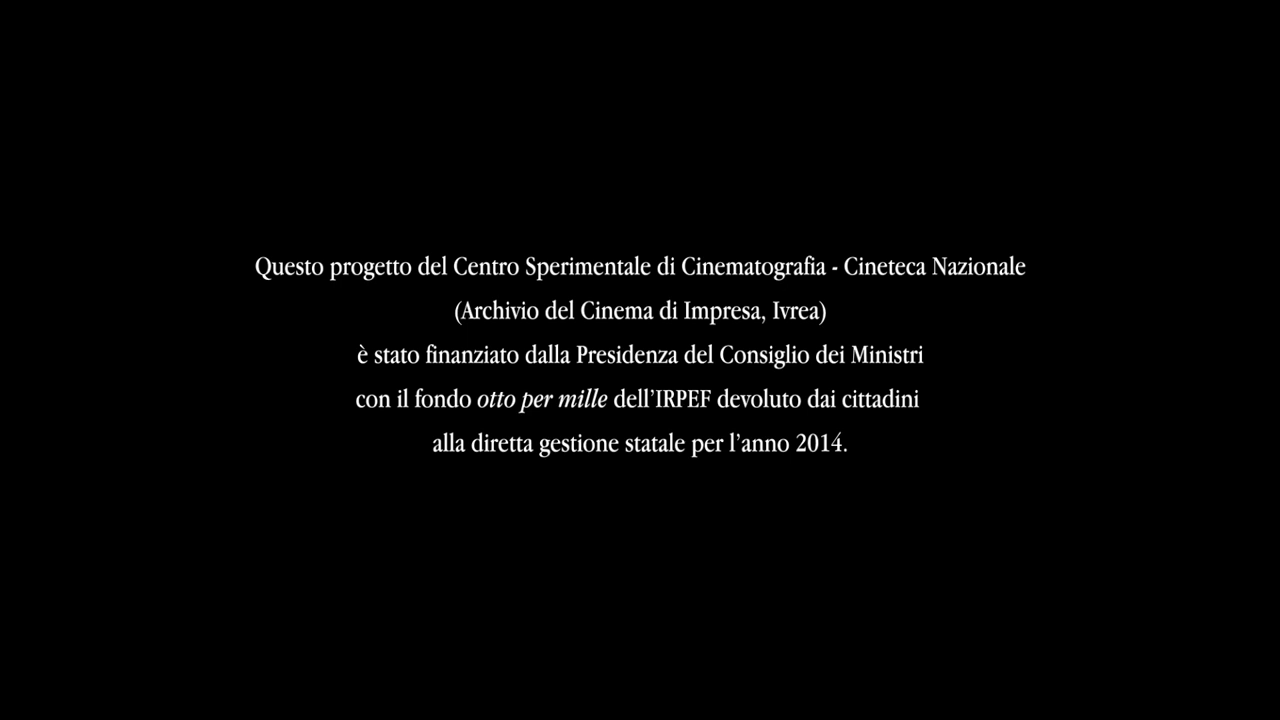 Questo progetto del Centro Sperimentale di Cinematografia - Cineteca Nazionale
(Archivio del Cinema di Impresa, Ivrea)
è stato finanziato dalla Presidenza del Consiglio dei Ministri
con il fondo otto per mille dell’IRPEF devoluto dai cittadini
alla diretta gestione statale per l’anno 2014.